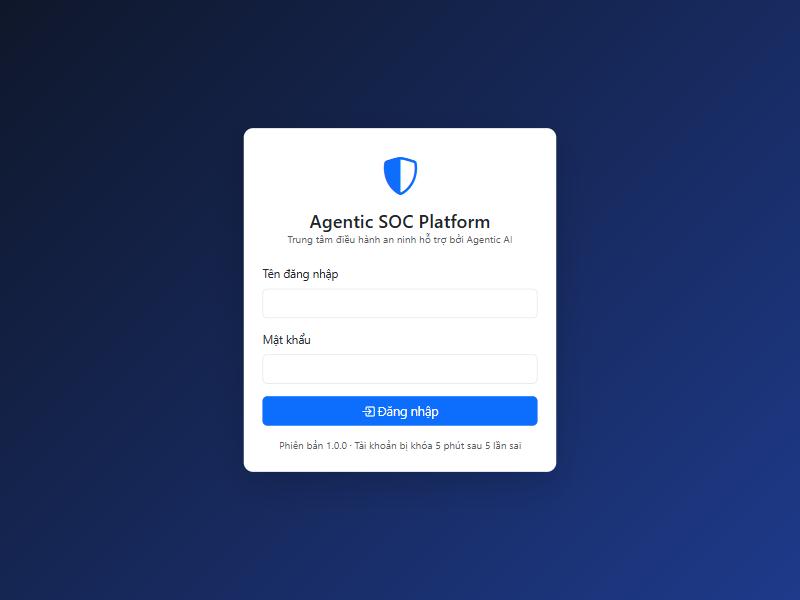 Agentic SOC Platform
Trung tâm điều hành an ninh hỗ trợ bởi Agentic AI
Tên đăng nhập
Mật khẩu
Đăng nhập
Phiên bản 1.0.0 · Tài khoản bị khóa 5 phút sau 5 lần sai